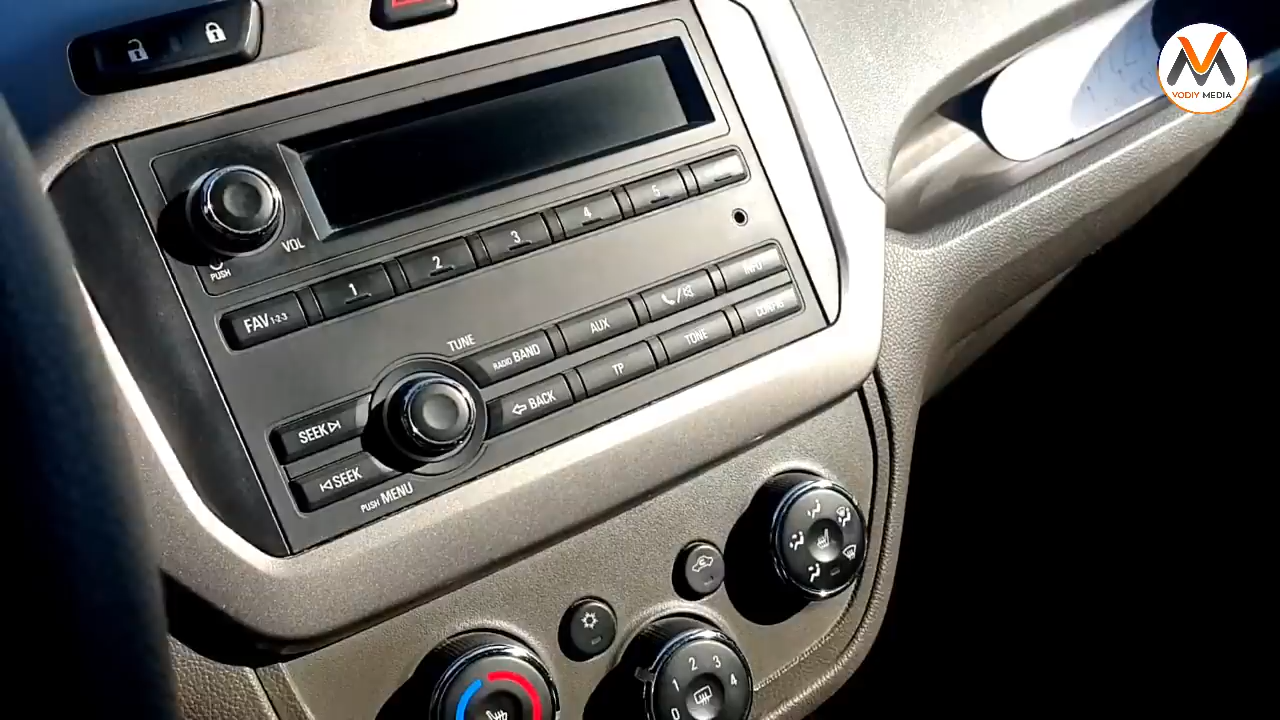 VODIY MEDIA
VOL
PUSH
FAV 1-2-3
1
2
3
4
5
TUNE
RADIO BAND
AUX
INFO
BACK
TP
TONE
CONFIG
SEEK
SEEK
PUSH MENU
0
1
2
3
4